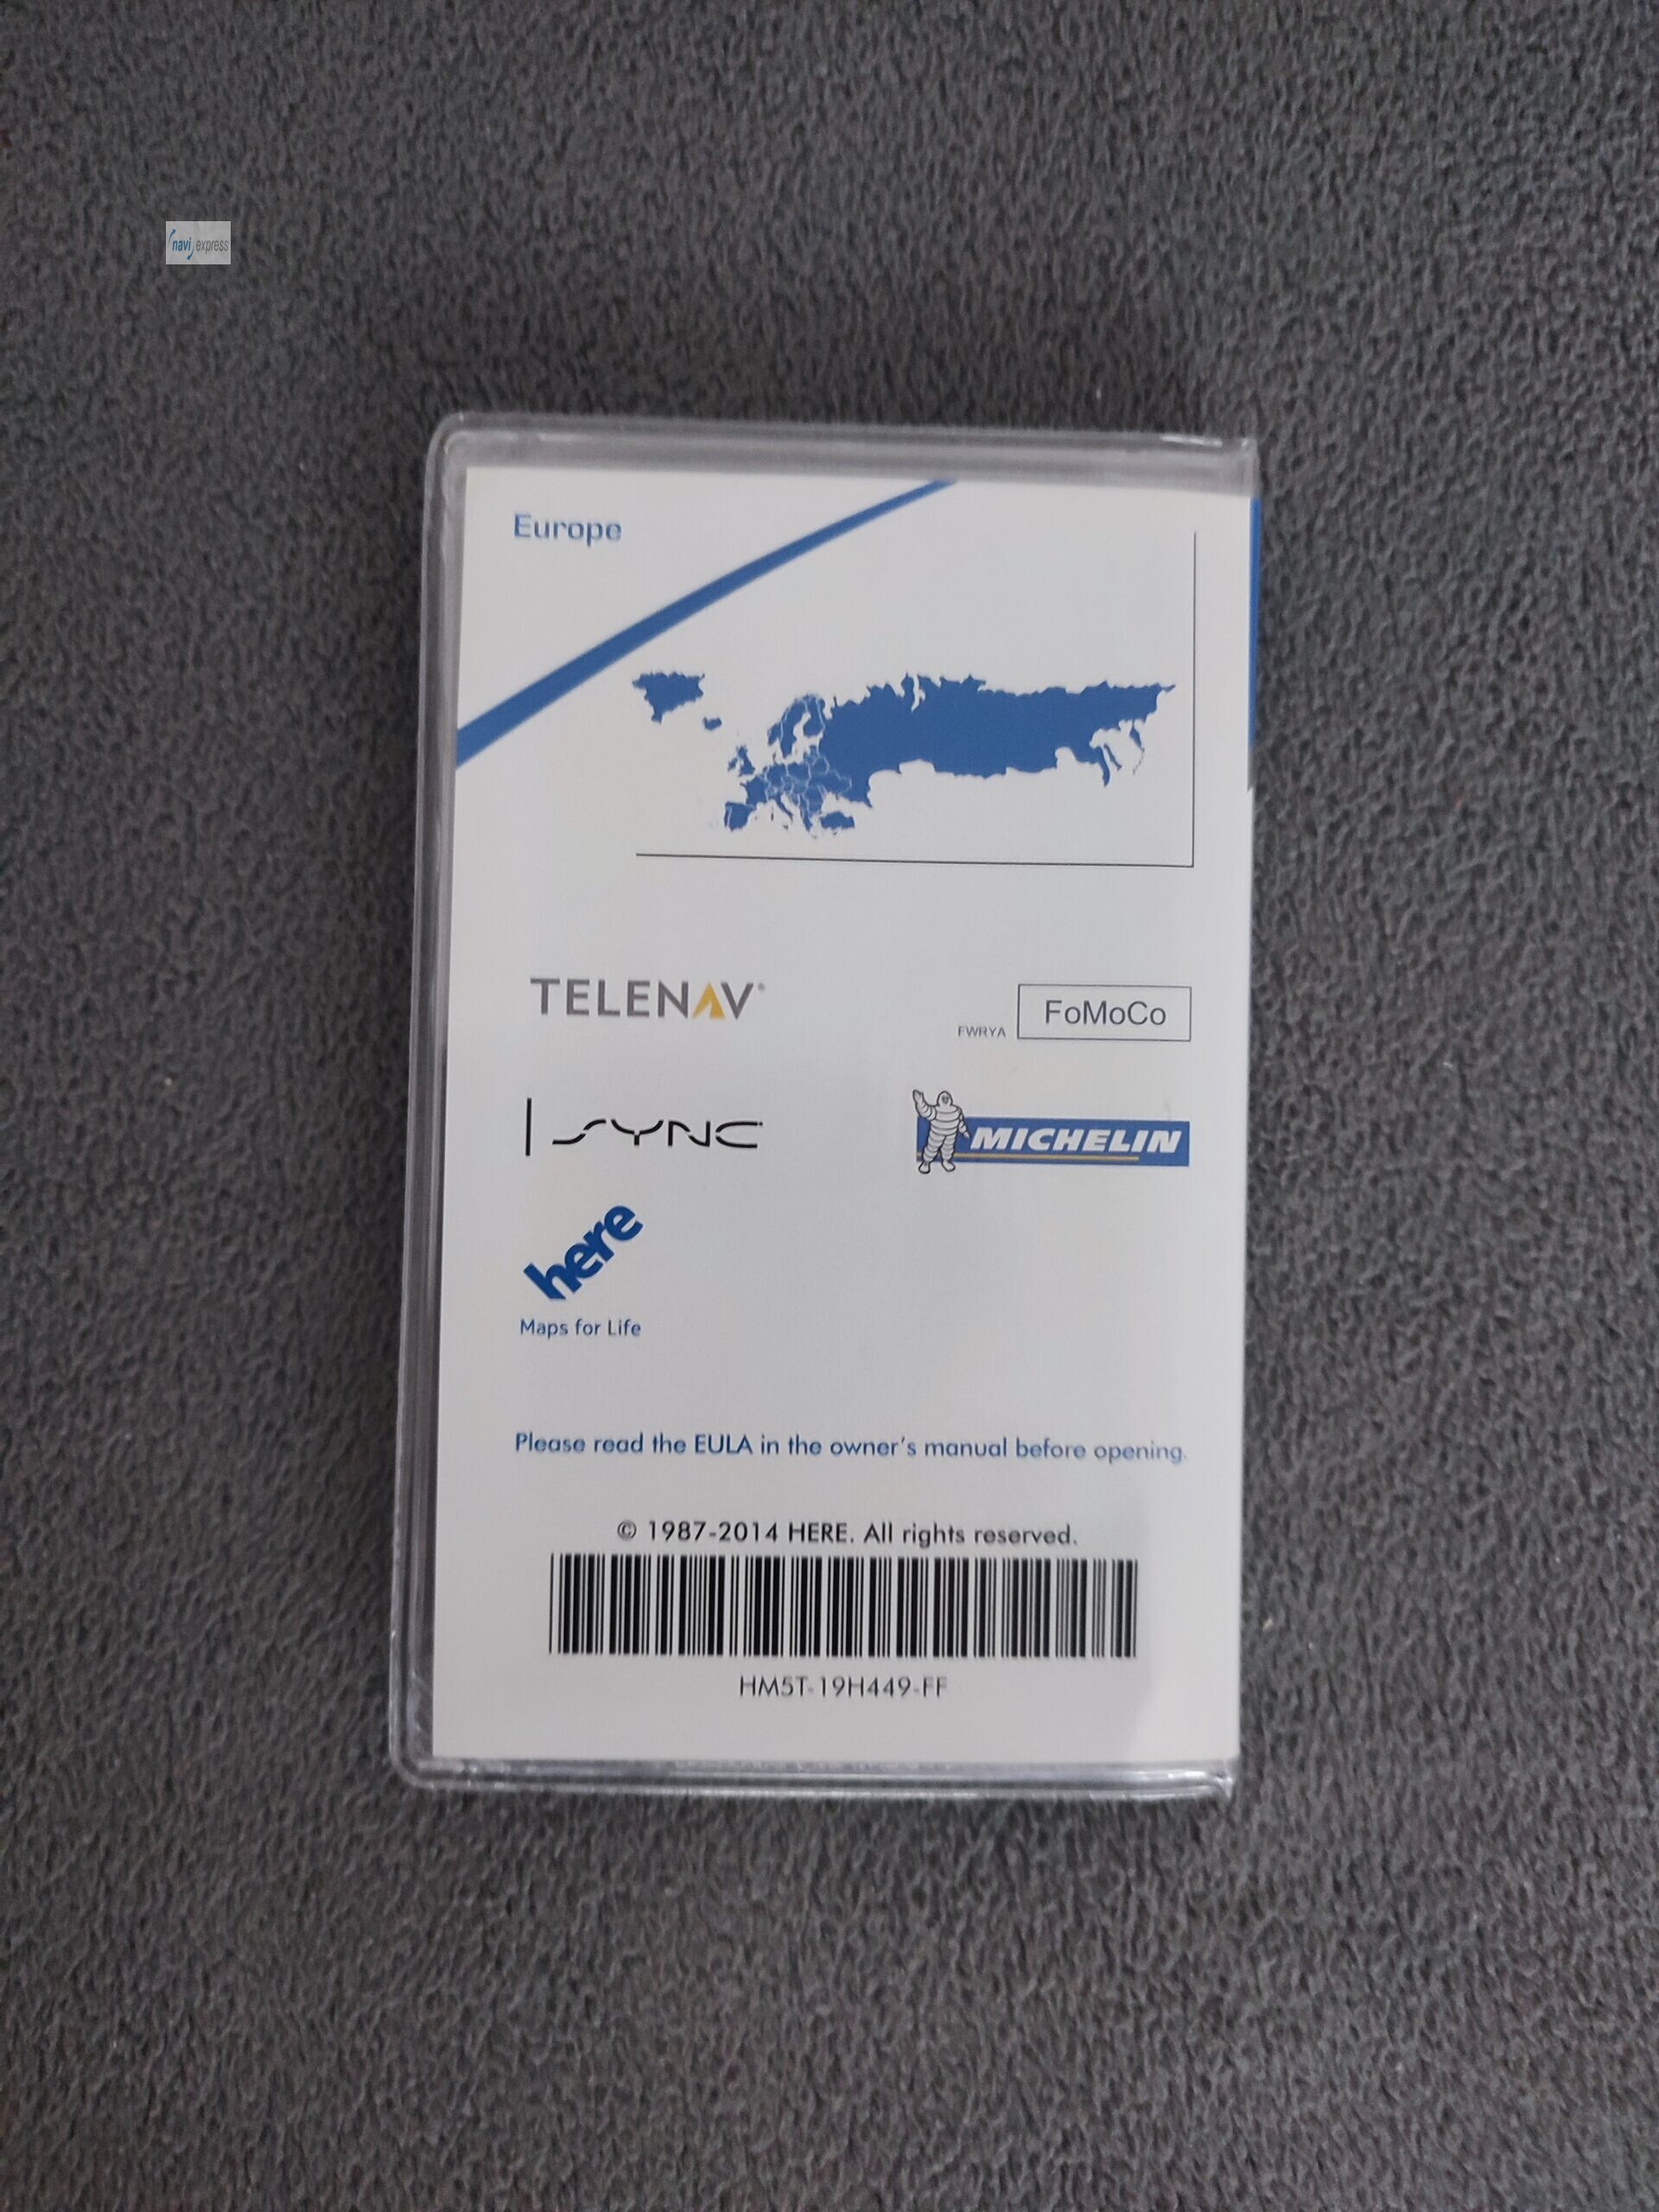 navi express
Europe
TELENAV®
FWRYA FoMoCo
SYNC
MICHELIN
here
Maps for Life
Please read the EULA in the owner's manual before opening.
© 1987-2014 HERE. All rights reserved.
HM5T-19H449-FF